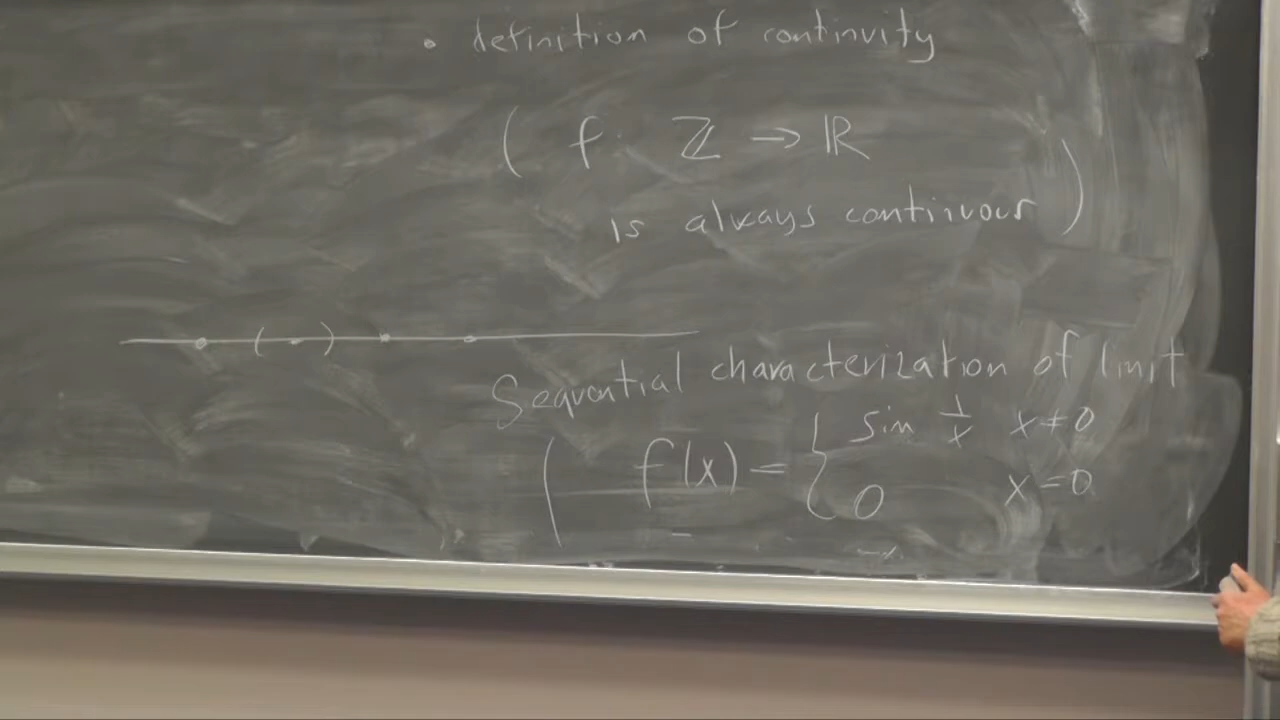 • definition of continuity
( f: ℤ → ℝ
is always continuous )
Sequential characterization of limit
( f(x) = { sin 1/x x ≠ 0
0 x = 0